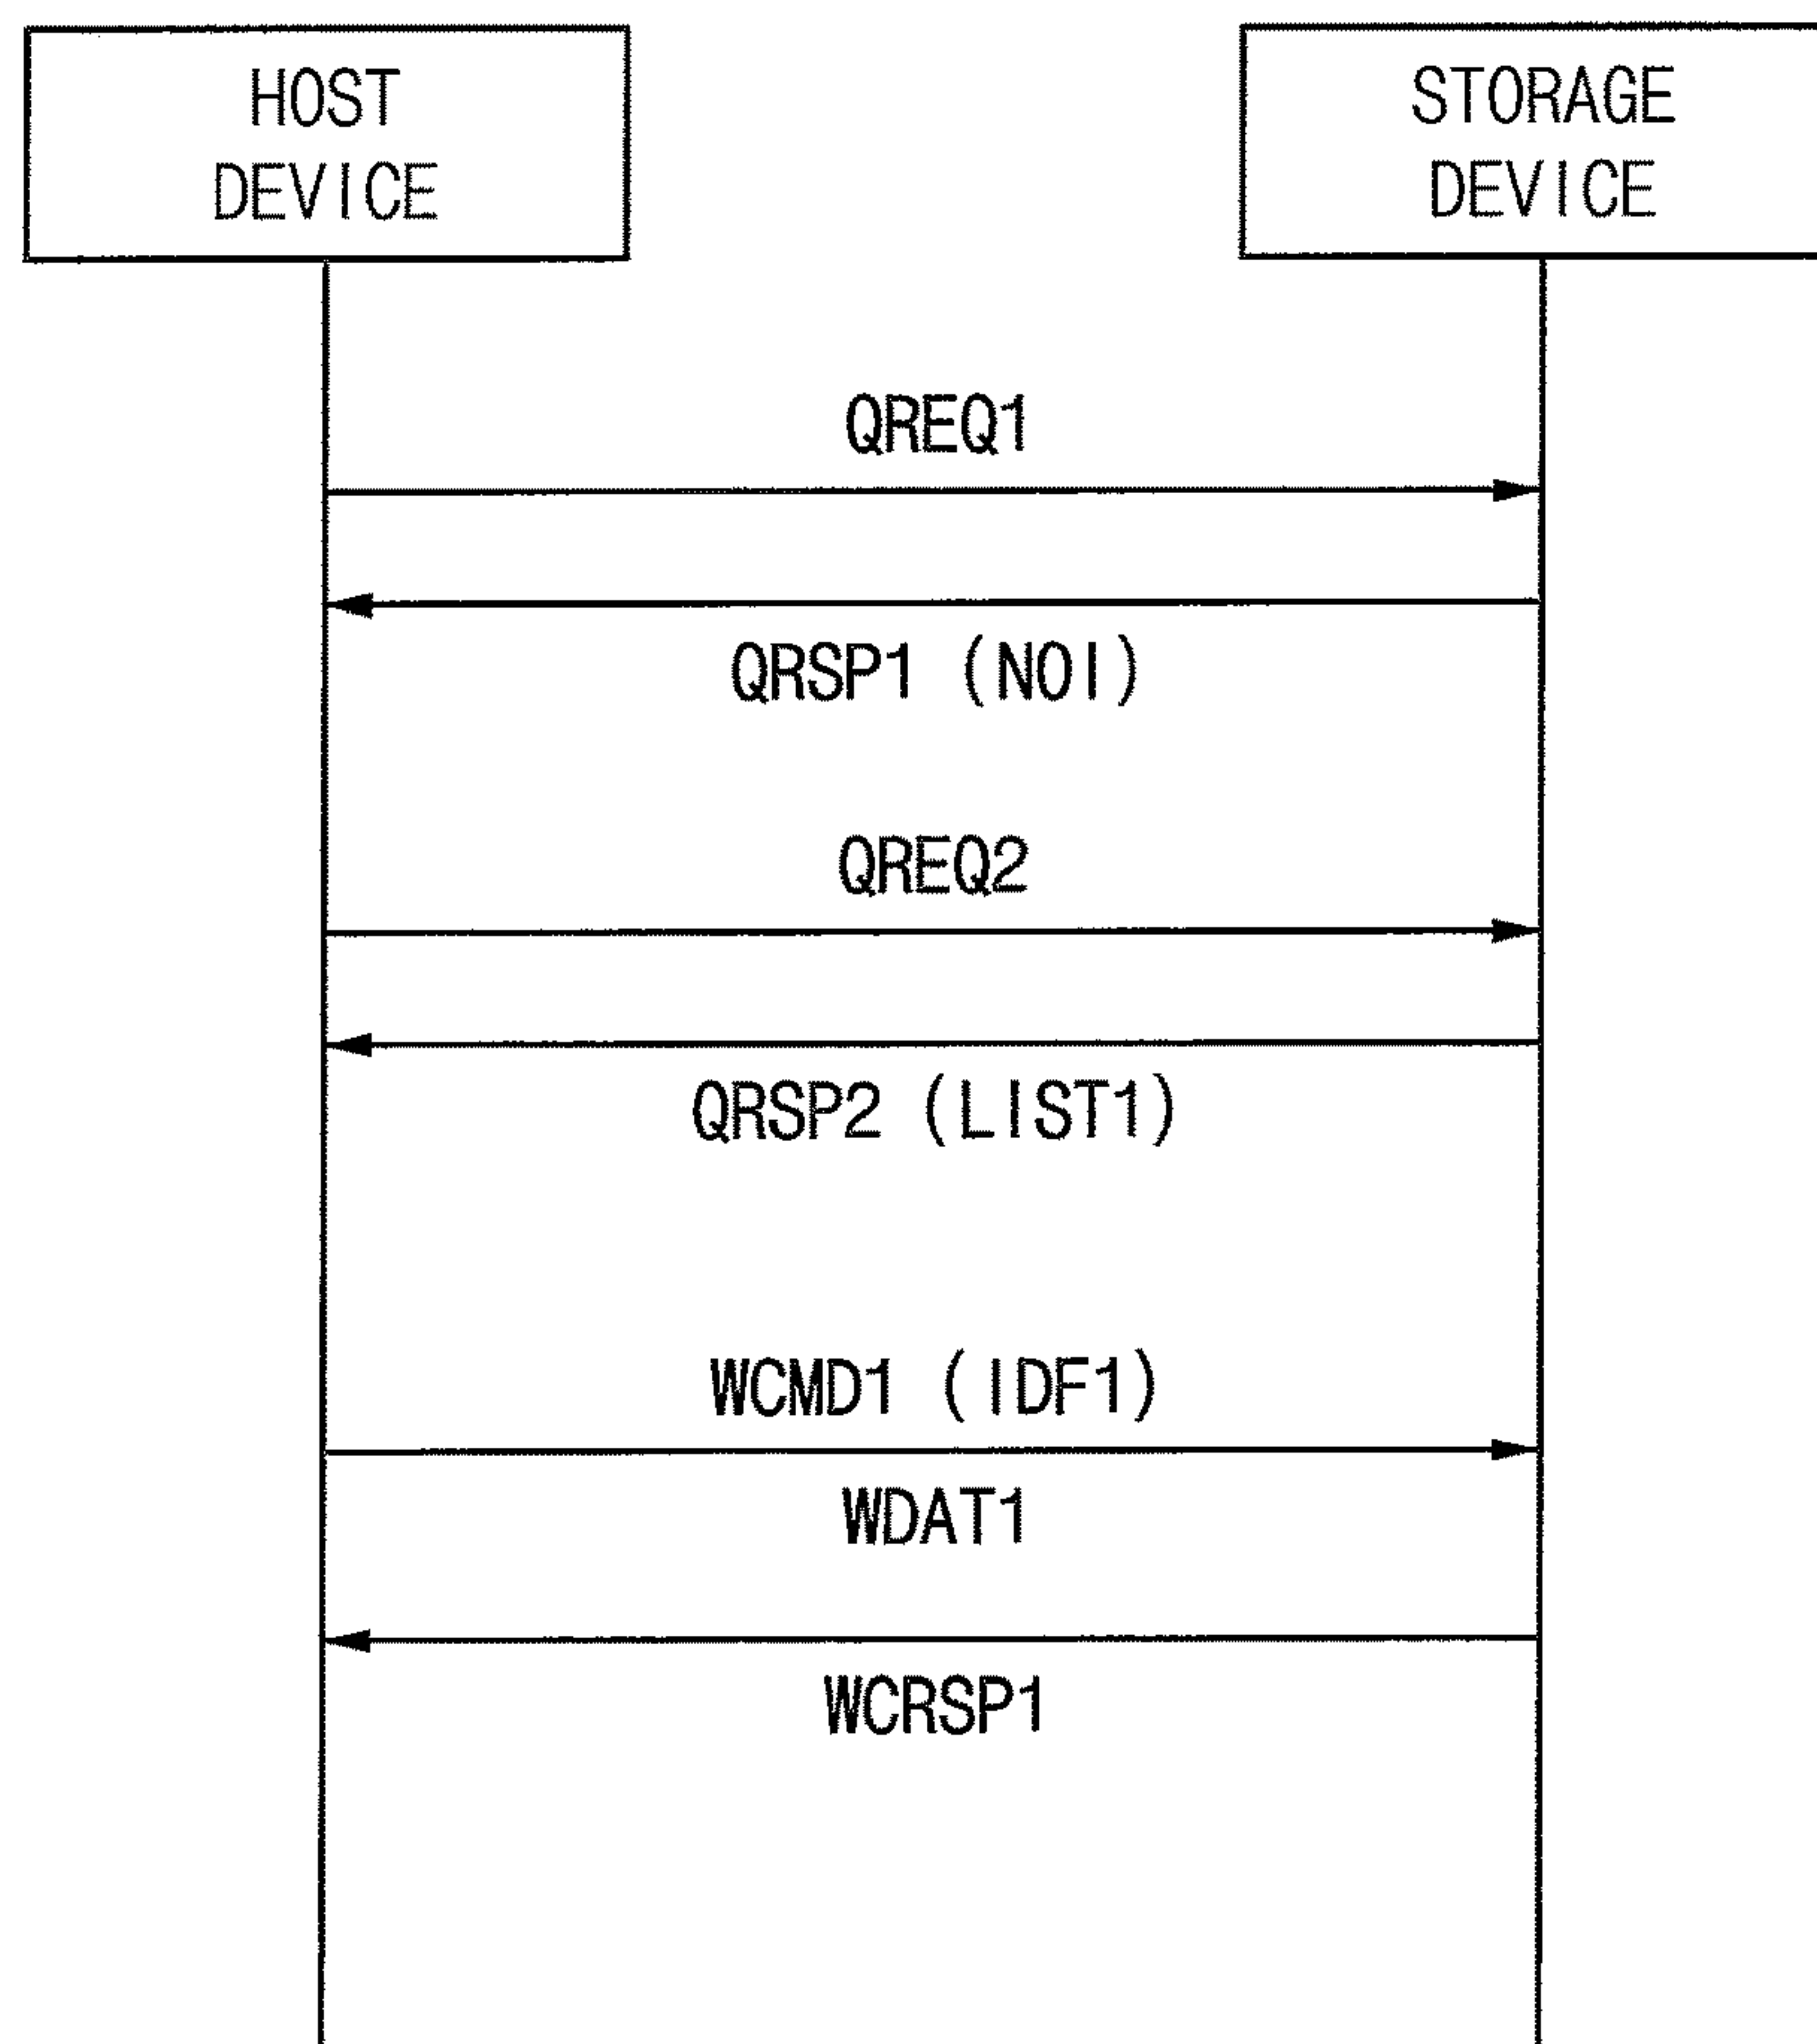 HOST
DEVICE
STORAGE
DEVICE
QREQ1
QRSP1 (NOI)
QREQ2
QRSP2 (LIST1)
WCMD1 (IDF1)
WDAT1
WCRSP1